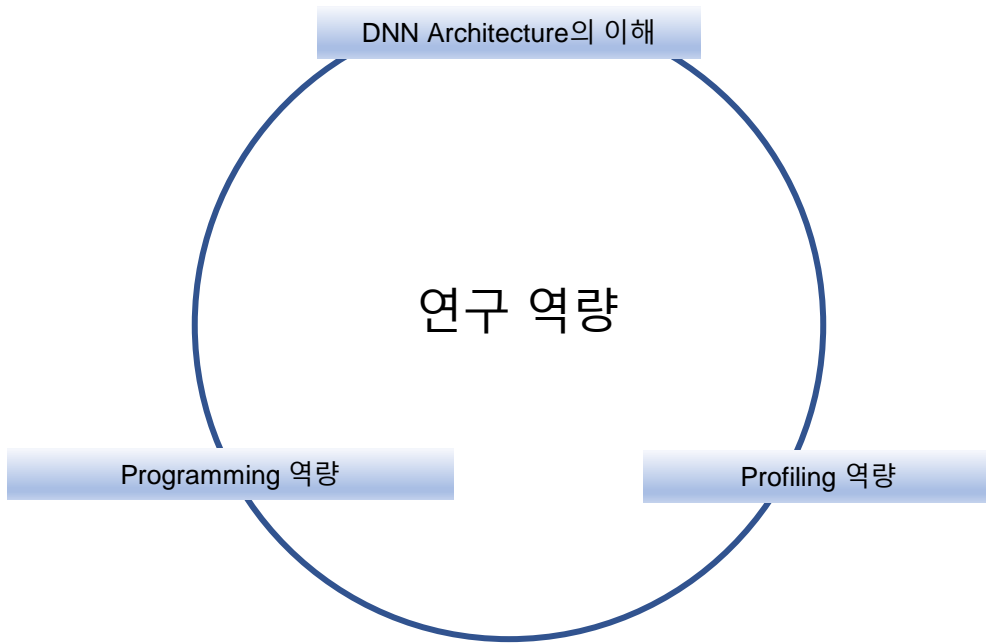 DNN Architecture의 이해
연구 역량
Programming 역량
Profiling 역량